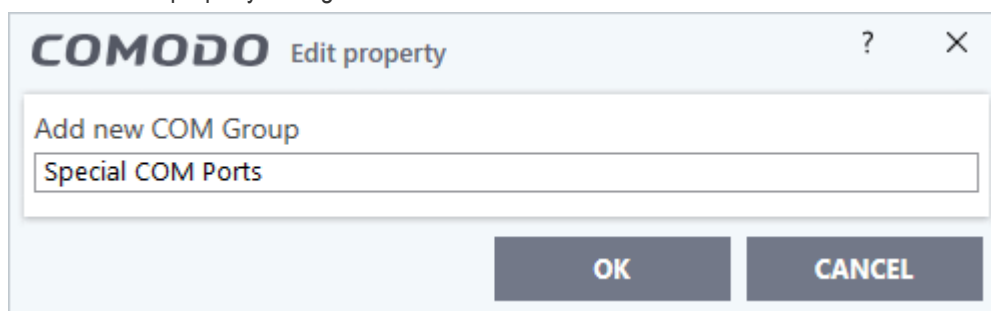 COMODO Edit property ? X
Add new COM Group
Special COM Ports
OK CANCEL